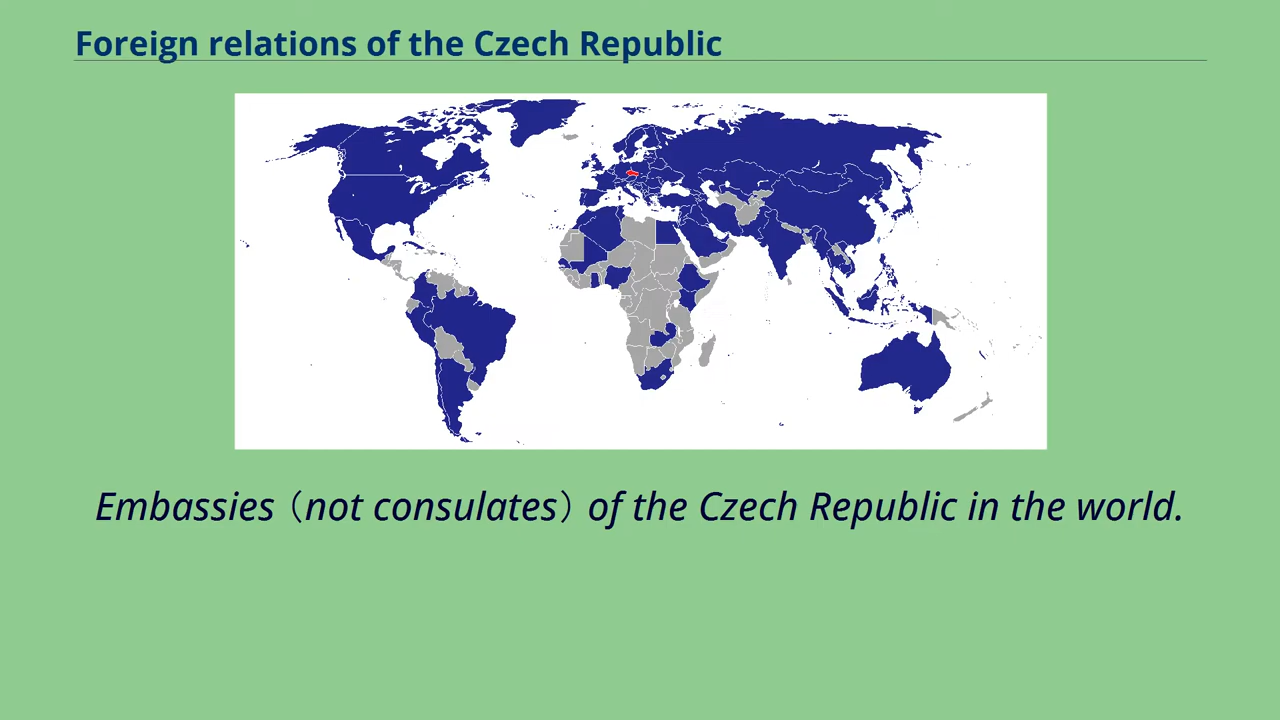 Foreign relations of the Czech Republic
Embassies（not consulates）of the Czech Republic in the world.